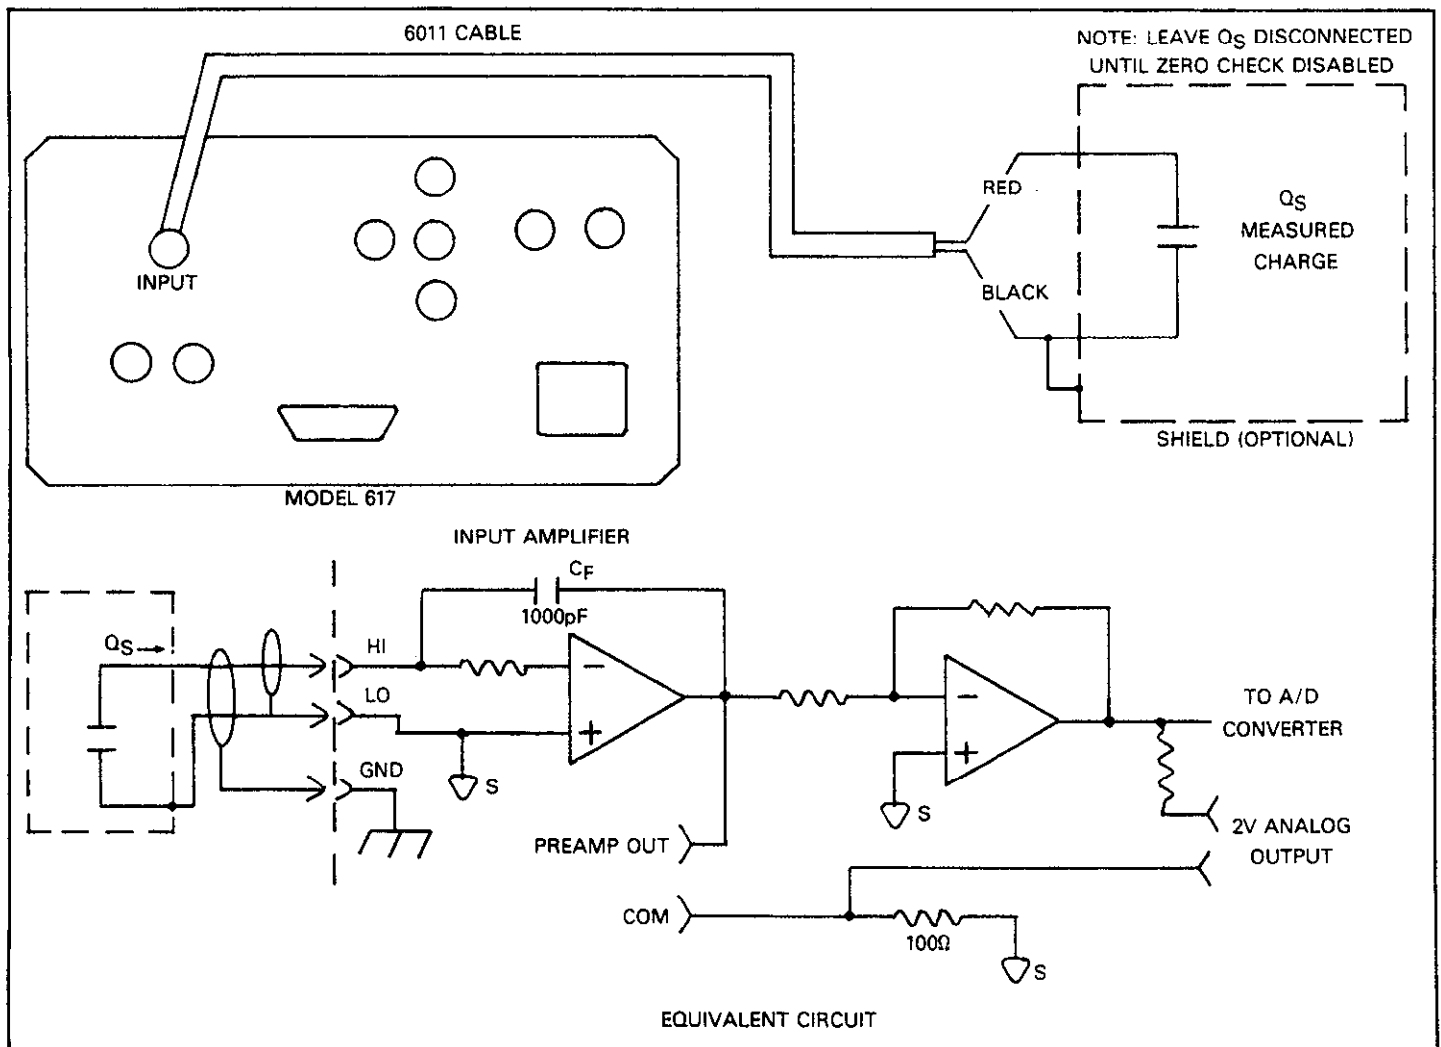 6011 CABLE
NOTE: LEAVE QS DISCONNECTED
UNTIL ZERO CHECK DISABLED
RED
QS
MEASURED
CHARGE
INPUT
BLACK
SHIELD (OPTIONAL)
MODEL 617
INPUT AMPLIFIER
CF
1000pF
QS
HI
LO
GND
S
−
+
−
+
S
TO A/D
CONVERTER
PREAMP OUT
2V ANALOG
OUTPUT
COM
100Ω
S
EQUIVALENT CIRCUIT